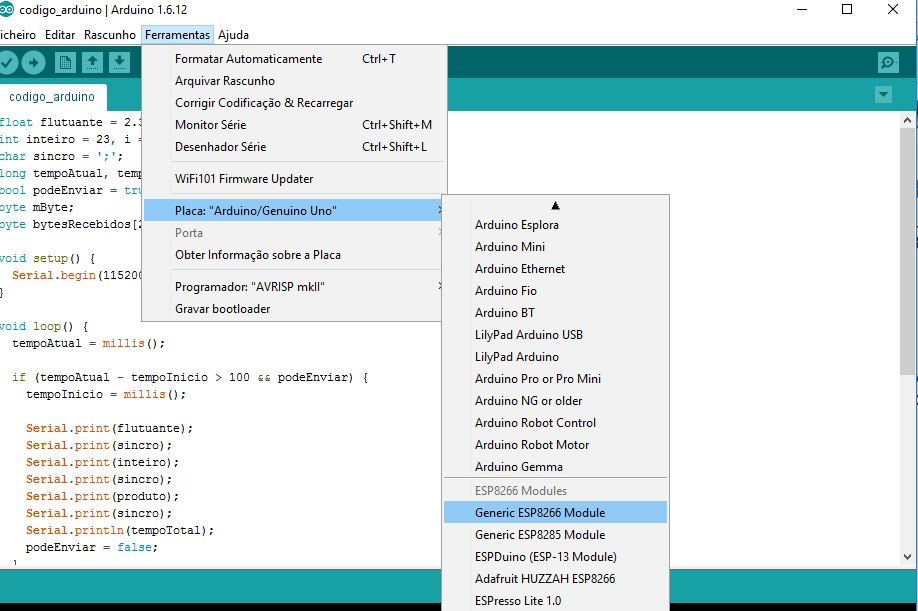 codigo_arduino | Arduino 1.6.12
icheiro Editar Rascunho Ferramentas Ajuda
Formatar Automaticamente Ctrl+T
Arquivar Rascunho
Corrigir Codificação & Recarregar
Monitor Série Ctrl+Shift+M
Desenhador Série Ctrl+Shift+L
WiFi101 Firmware Updater
Placa: "Arduino/Genuino Uno"
Porta
Obter Informação sobre a Placa
Programador: "AVRISP mkII"
Gravar bootloader
Arduino Esplora
Arduino Mini
Arduino Ethernet
Arduino Fio
Arduino BT
LilyPad Arduino USB
LilyPad Arduino
Arduino Pro or Pro Mini
Arduino NG or older
Arduino Robot Control
Arduino Robot Motor
Arduino Gemma
ESP8266 Modules
Generic ESP8266 Module
Generic ESP8285 Module
ESPDuino (ESP-13 Module)
Adafruit HUZZAH ESP8266
ESPresso Lite 1.0
codigo_arduino
float flutuante = 2.3
int inteiro = 23, i =
char sincro = ';';
long tempoAtual, temp
bool podeEnviar = tru
byte mByte;
byte bytesRecebidos[2
void setup() {
Serial.begin(115200
}
void loop() {
tempoAtual = millis();
if (tempoAtual - tempoInicio > 100 && podeEnviar) {
tempoInicio = millis();
Serial.print(flutuante);
Serial.print(sincro);
Serial.print(inteiro);
Serial.print(sincro);
Serial.print(produto);
Serial.print(sincro);
Serial.println(tempoTotal);
podeEnviar = false;